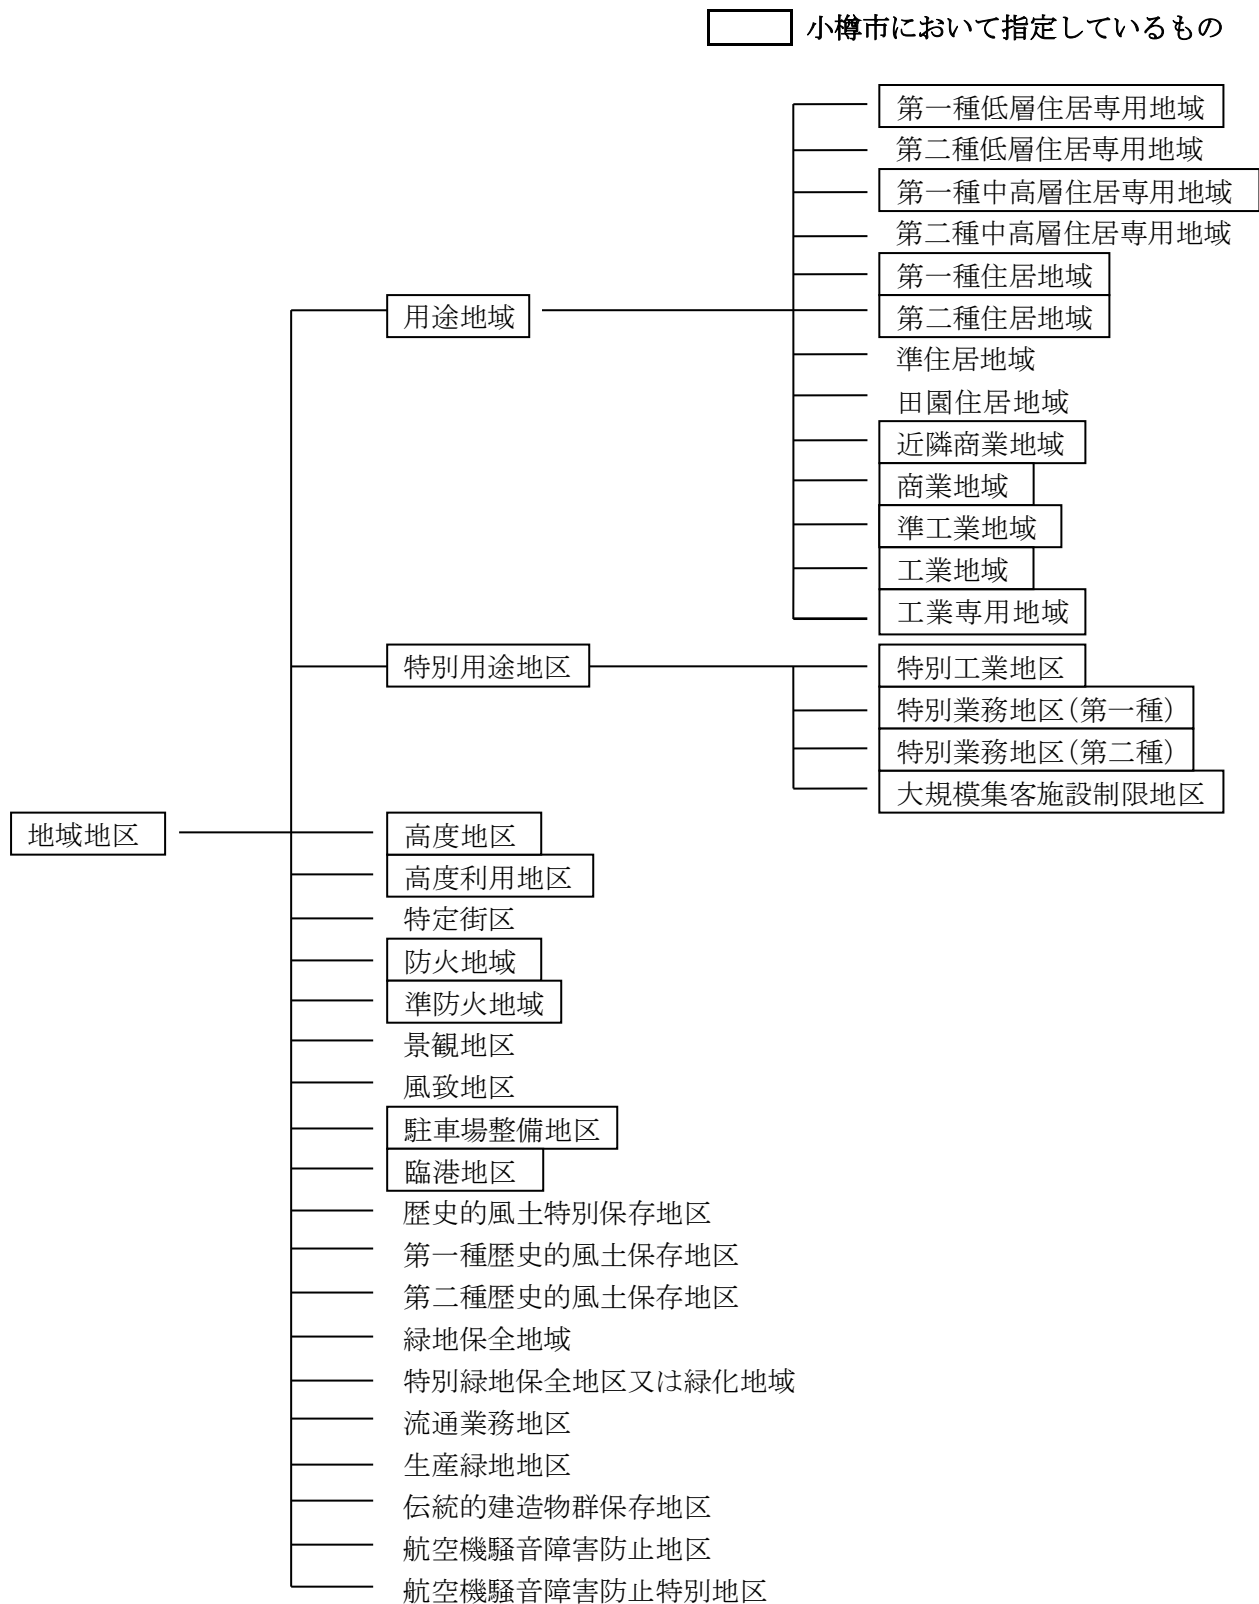 小樽市において指定しているもの
第一種低層住居専用地域
第二種低層住居専用地域
第一種中高層住居専用地域
第二種中高層住居専用地域
第一種住居地域
用途地域
第二種住居地域
準住居地域
田園住居地域
近隣商業地域
商業地域
準工業地域
工業地域
工業専用地域
特別用途地区
特別工業地区
特別業務地区(第一種)
特別業務地区(第二種)
大規模集客施設制限地区
地域地区
高度地区
高度利用地区
特定街区
防火地域
準防火地域
景観地区
風致地区
駐車場整備地区
臨港地区
歴史的風土特別保存地区
第一種歴史的風土保存地区
第二種歴史的風土保存地区
緑地保全地域
特別緑地保全地区又は緑化地域
流通業務地区
生産緑地地区
伝統的建造物群保存地区
航空機騒音障害防止地区
航空機騒音障害防止特別地区